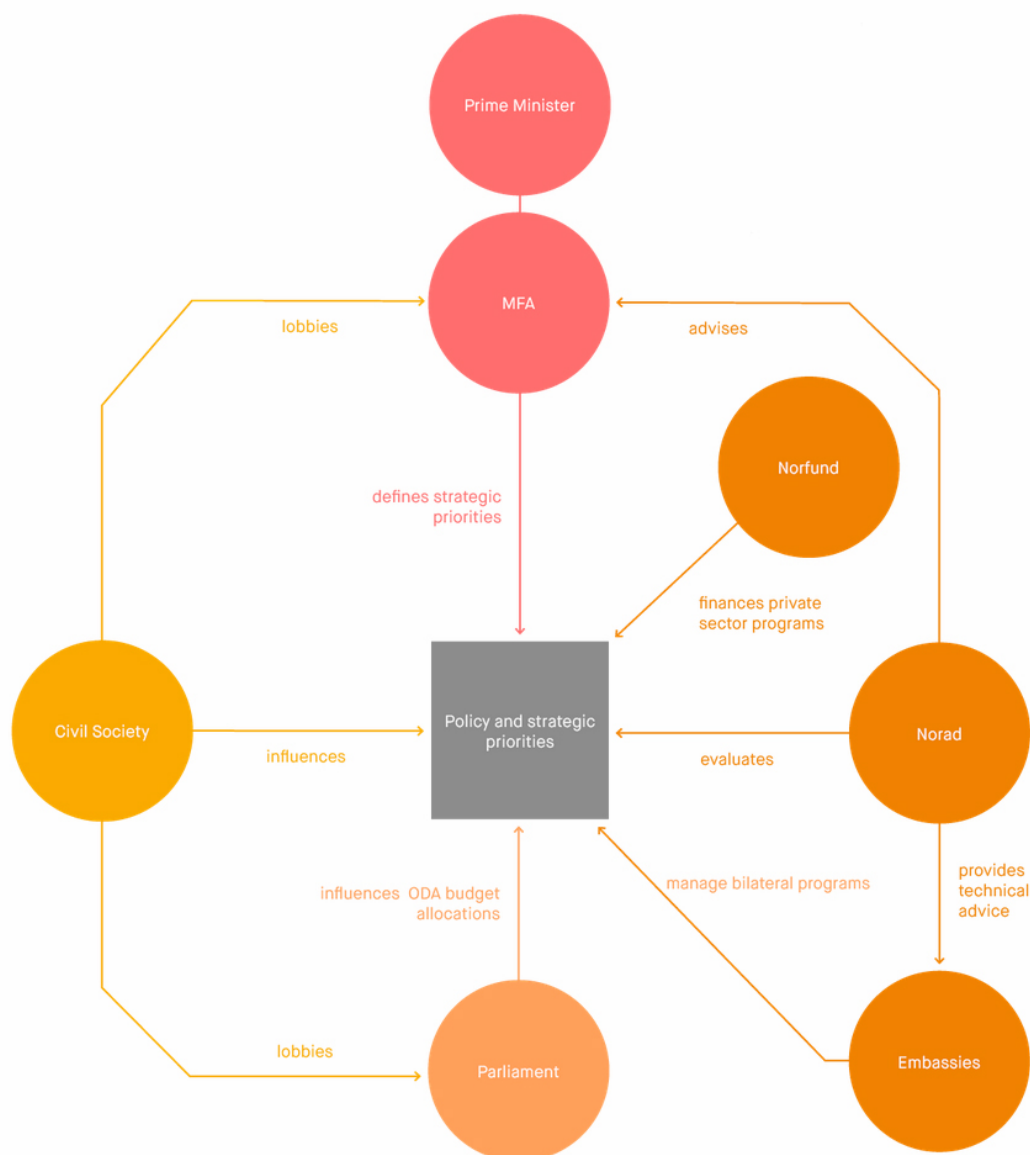 Prime Minister
MFA
lobbies
advises
Norfund
defines strategic
priorities
finances private
sector programs
Civil Society
Policy and strategic
priorities
Norad
influences
evaluates
influences ODA budget
allocations
manage bilateral programs
provides
technical
advice
lobbies
Parliament
Embassies